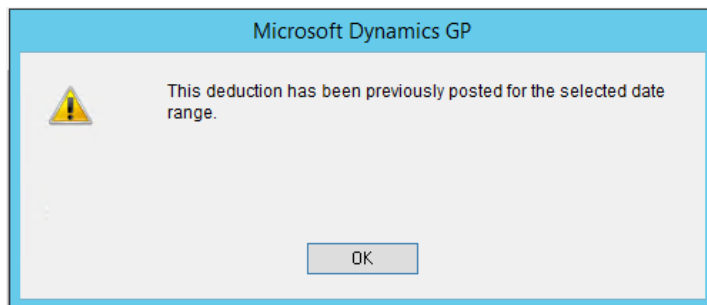 Microsoft Dynamics GP
This deduction has been previously posted for the selected date
range.
OK